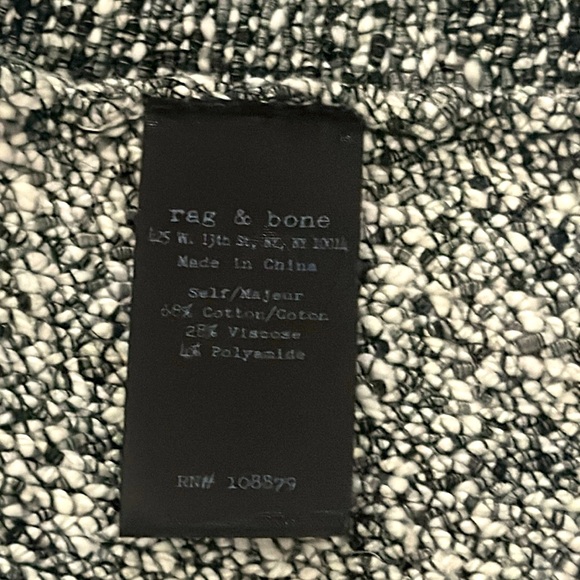 rag & bone
425 W. 13th St, NY, NY 10014
Made in China
Self/Majeur
68% Cotton/Coton
28% Viscose
4% Polyamide
RN# 108879